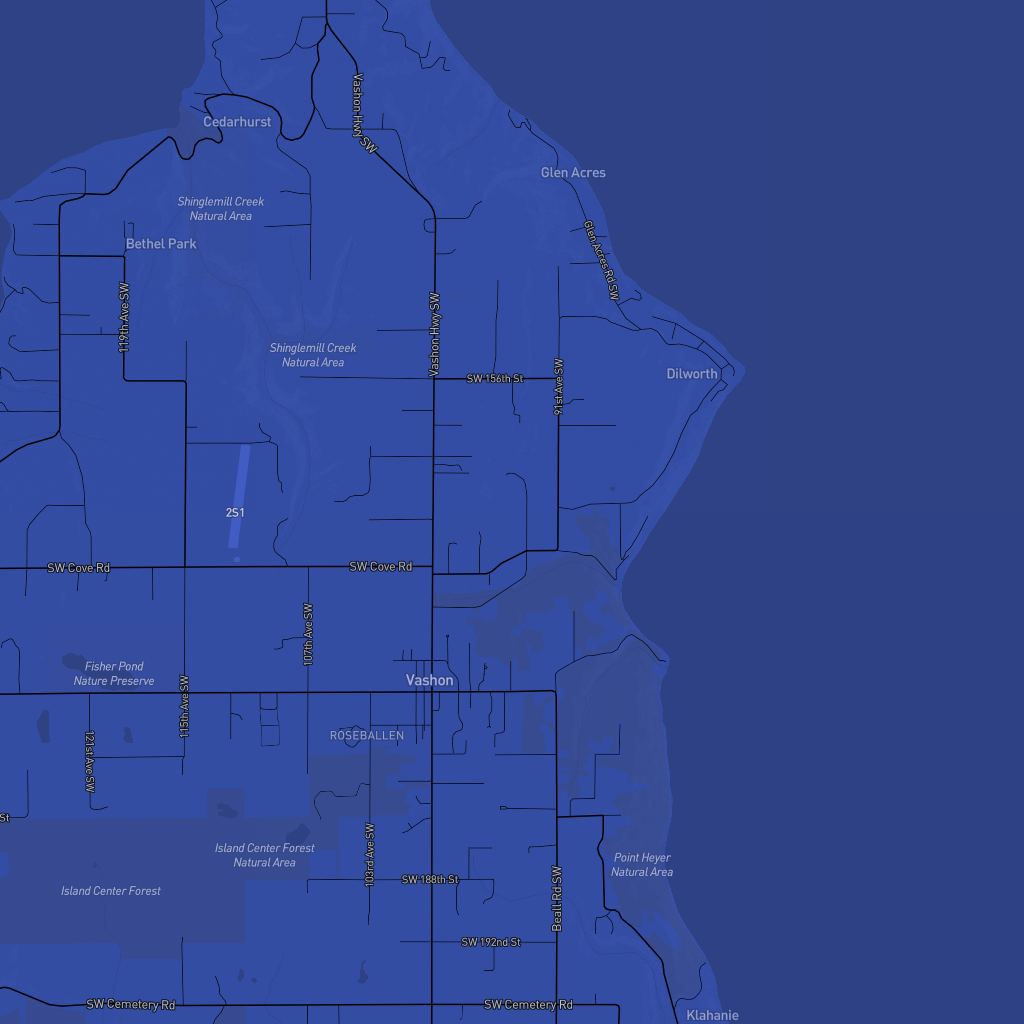 Vashon Hwy SW
Cedarhurst
Glen Acres
Shinglemill Creek
Natural Area
Bethel Park
Glen Acres Rd SW
119th Ave SW
Vashon Hwy SW
Shinglemill Creek
Natural Area
Dilworth
SW 156th St
91st Ave SW
2S1
SW Cove Rd
SW Cove Rd
107th Ave SW
Fisher Pond
Nature Preserve
Vashon
115th Ave SW
ROSEBALLEN
121st Ave SW
St
103rd Ave SW
Island Center Forest
Natural Area
Point Heyer
Natural Area
Island Center Forest
SW 188th St
Beall Rd SW
SW 192nd St
SW Cemetery Rd
SW Cemetery Rd
Klahanie